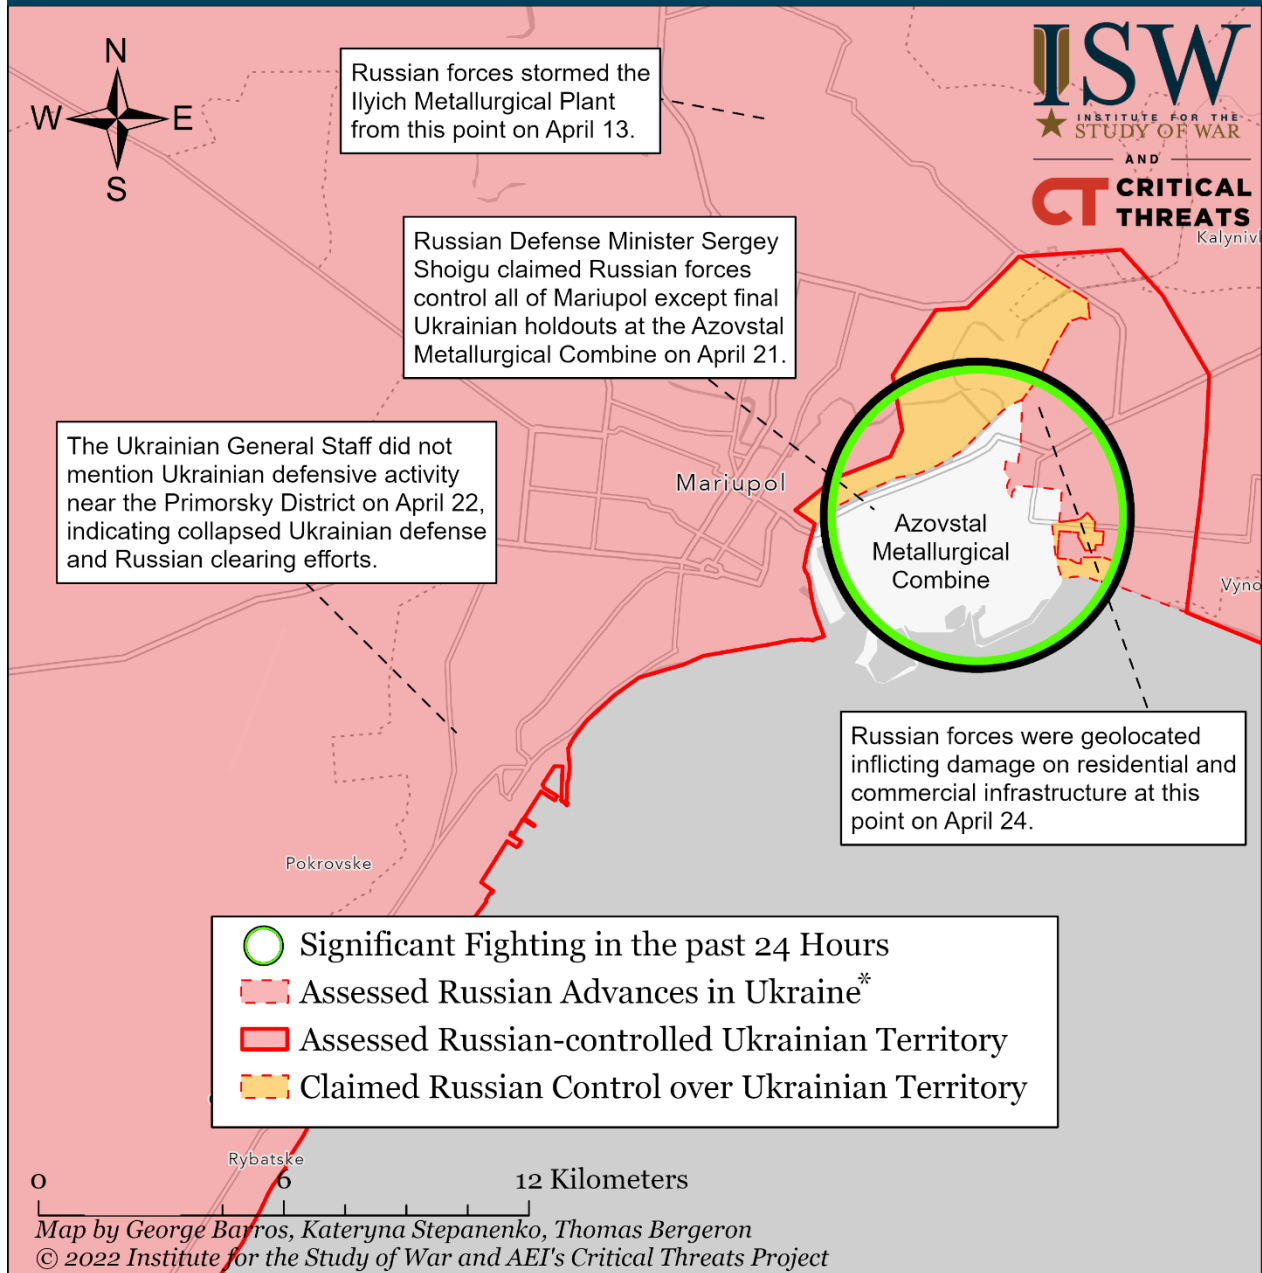 N
W
E
S
Russian forces stormed the
Ilyich Metallurgical Plant
from this point on April 13.
ISW
INSTITUTE FOR THE
STUDY OF WAR
AND
CT CRITICAL
THREATS
Russian Defense Minister Sergey
Shoigu claimed Russian forces
control all of Mariupol except final
Ukrainian holdouts at the Azovstal
Metallurgical Combine on April 21.
The Ukrainian General Staff did not
mention Ukrainian defensive activity
near the Primorsky District on April 22,
indicating collapsed Ukrainian defense
and Russian clearing efforts.
Mariupol
Azovstal
Metallurgical
Combine
Russian forces were geolocated
inflicting damage on residential and
commercial infrastructure at this
point on April 24.
Pokrovske
Significant Fighting in the past 24 Hours
Assessed Russian Advances in Ukraine*
Assessed Russian-controlled Ukrainian Territory
Claimed Russian Control over Ukrainian Territory
Rybatske
0 6 12 Kilometers
Map by George Barros, Kateryna Stepanenko, Thomas Bergeron
© 2022 Institute for the Study of War and AEI's Critical Threats Project